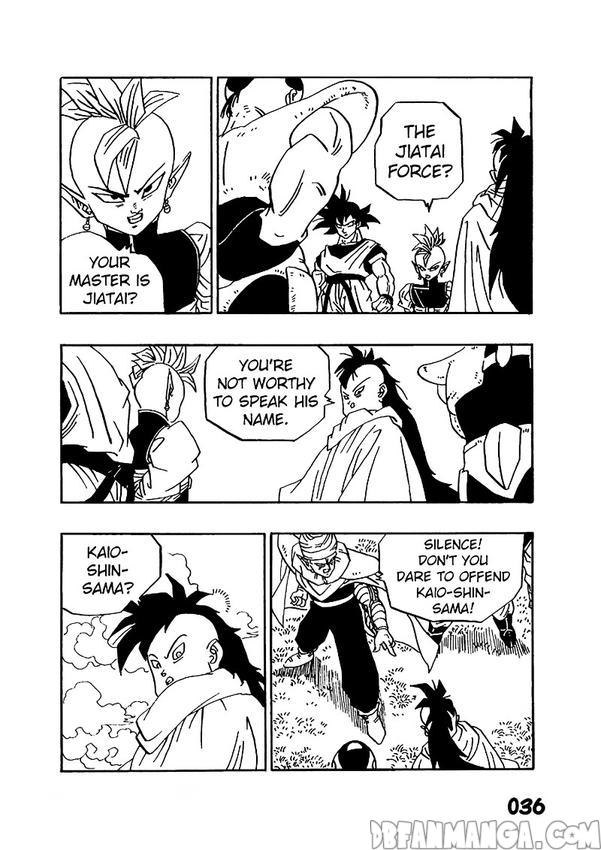 THE
JIATAI
FORCE?
YOUR
MASTER IS
JIATAI?
YOU'RE
NOT WORTHY
TO SPEAK HIS
NAME.
SILENCE!
DON'T YOU
DARE TO OFFEND
KAIO-SHIN-
SAMA!
KAIO-
SHIN-
SAMA?
036
DBFANMANGA.COM